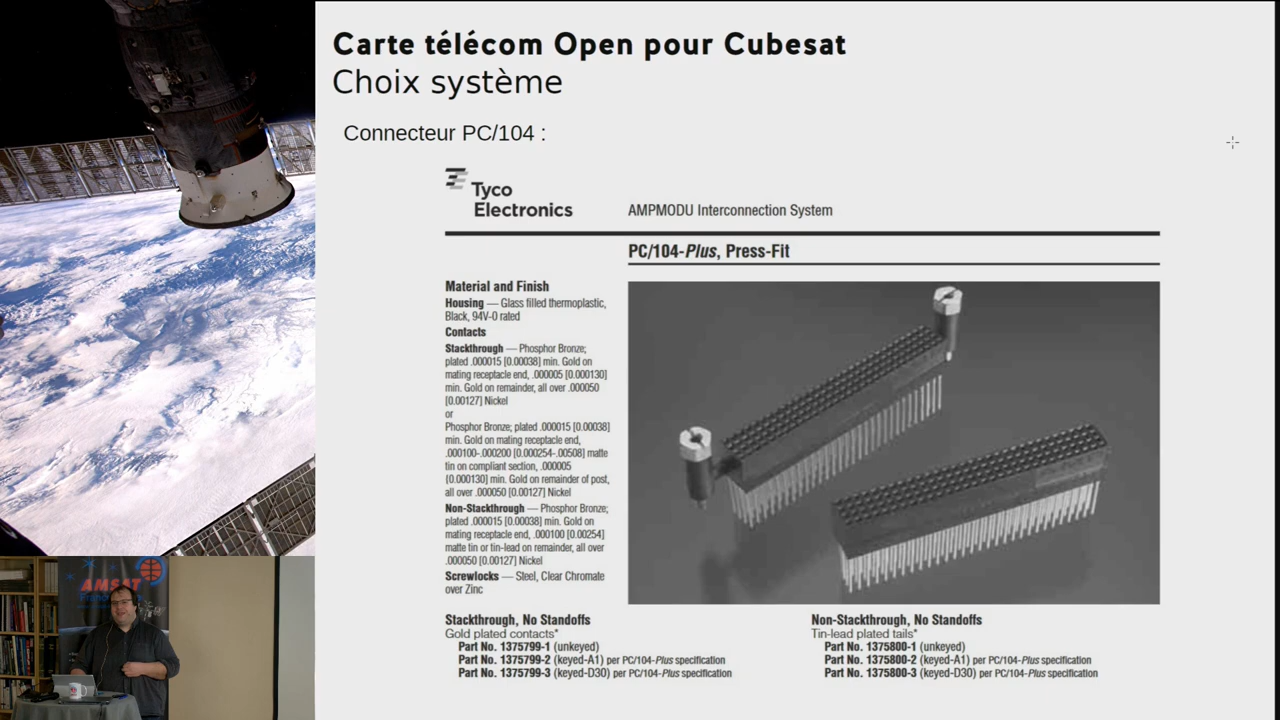 Carte télécom Open pour Cubesat
Choix système
Connecteur PC/104 :
Tyco
Electronics
AMPMODU Interconnection System
PC/104-Plus, Press-Fit
Material and Finish
Housing — Glass filled thermoplastic,
Black, 94V-0 rated
Contacts
Stackthrough — Phosphor Bronze;
plated .000015 [0.00038] min. Gold on
mating receptacle end, .000005 [0.000130]
min. Gold on remainder, all over .000050
[0.00127] Nickel
or
Phosphor Bronze; plated .000015 [0.00038]
min. Gold on mating receptacle end,
.000100-.000200 [0.000254-.00508] matte
tin on compliant section, .000005
[0.000130] min. Gold on remainder of post,
all over .000050 [0.00127] Nickel
Non-Stackthrough — Phosphor Bronze;
plated .000015 [0.00038] min. Gold on
mating receptacle end, .000100 [0.00254]
matte tin or tin-lead on remainder, all over
.000050 [0.00127] Nickel
Screwlocks — Steel, Clear Chromate
over Zinc
Stackthrough, No Standoffs
Gold plated contacts*
Part No. 1375799-1 (unkeyed)
Part No. 1375799-2 (keyed-A1) per PC/104-Plus specification
Part No. 1375799-3 (keyed-D30) per PC/104-Plus specification
Non-Stackthrough, No Standoffs
Tin-lead plated tails*
Part No. 1375800-1 (unkeyed)
Part No. 1375800-2 (keyed-A1) per PC/104-Plus specification
Part No. 1375800-3 (keyed-D30) per PC/104-Plus specification
AMSAT